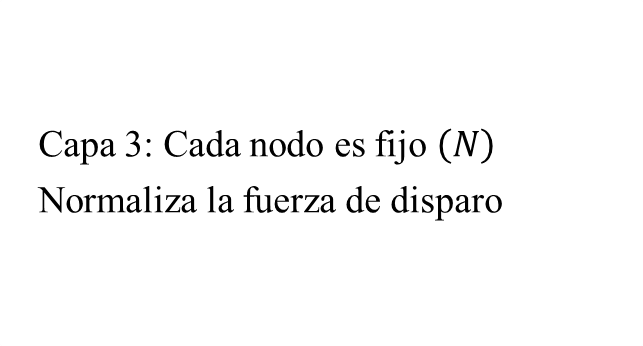 Capa 3: Cada nodo es fijo (N)
Normaliza la fuerza de disparo